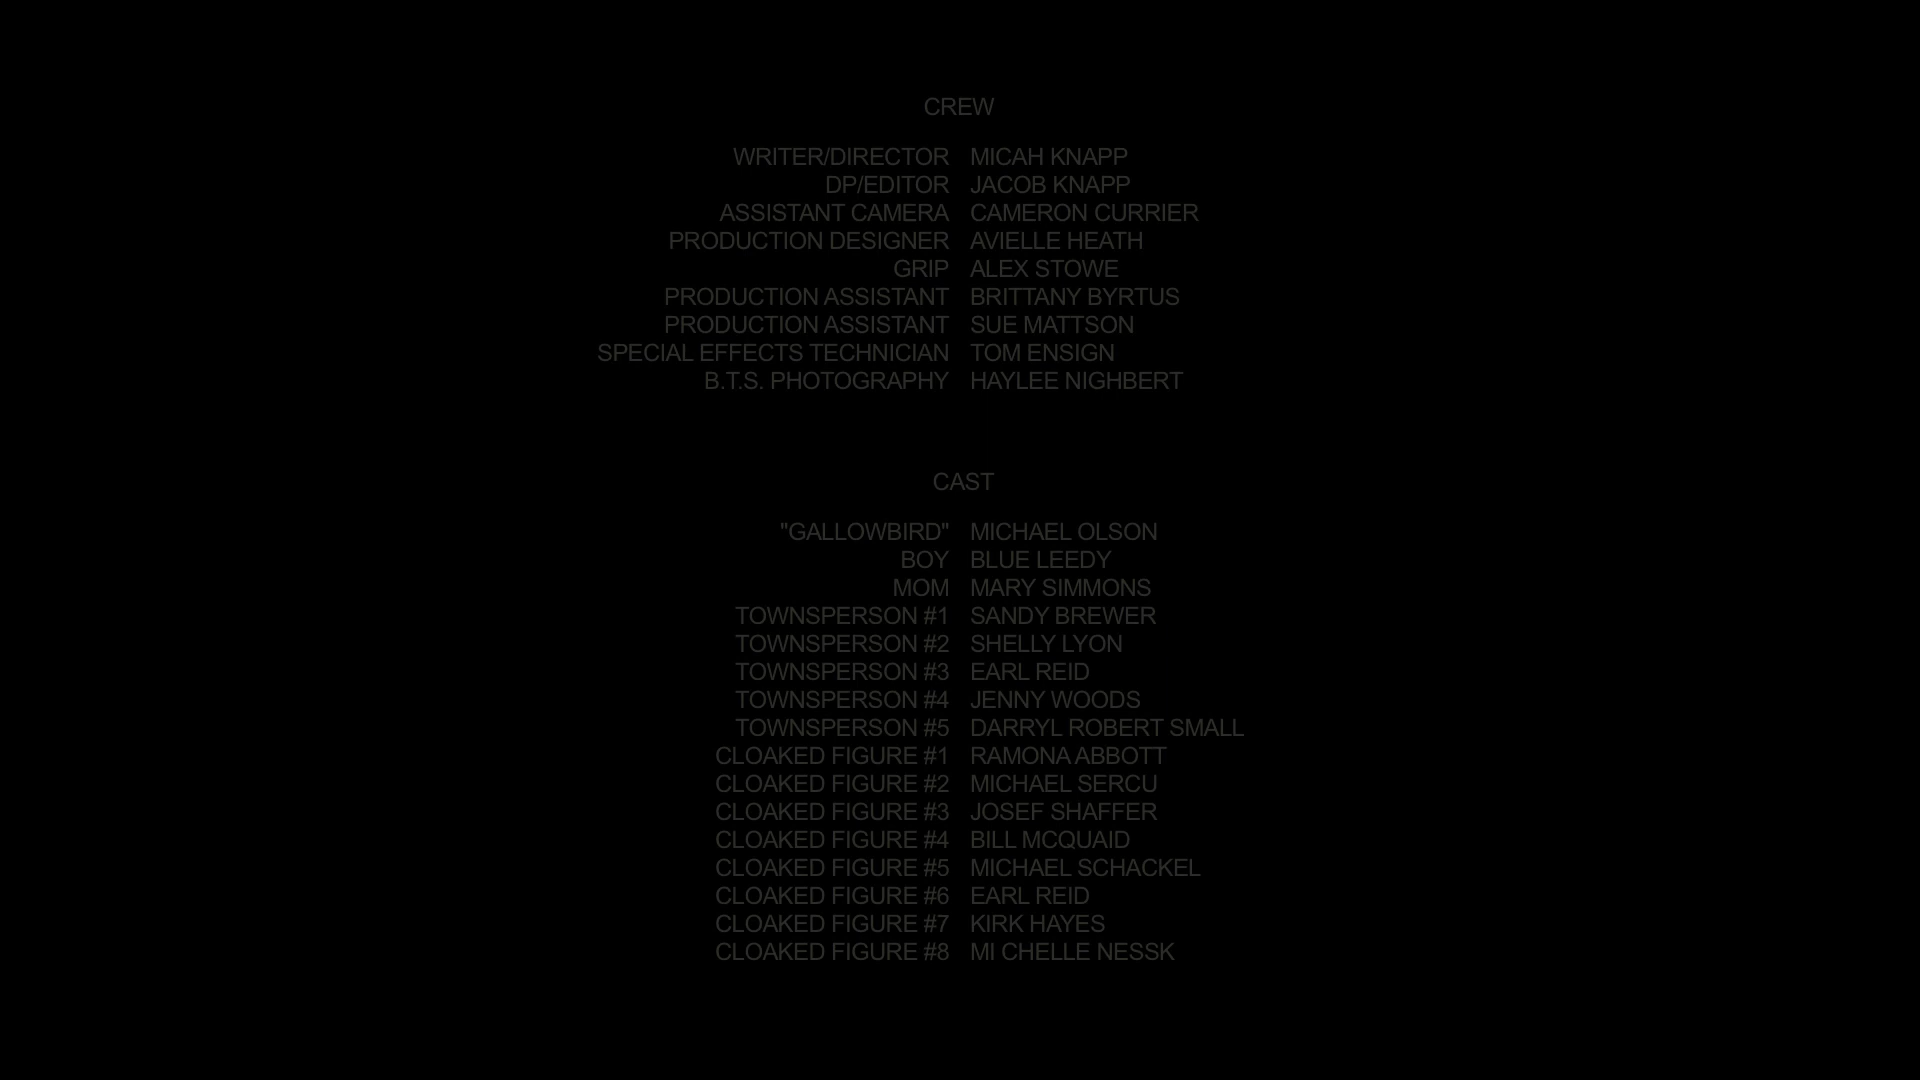 CREW
WRITER/DIRECTOR MICAH KNAPP
DP/EDITOR JACOB KNAPP
ASSISTANT CAMERA CAMERON CURRIER
PRODUCTION DESIGNER AVIELLE HEATH
GRIP ALEX STOWE
PRODUCTION ASSISTANT BRITTANY BYRTUS
PRODUCTION ASSISTANT SUE MATTSON
SPECIAL EFFECTS TECHNICIAN TOM ENSIGN
B.T.S. PHOTOGRAPHY HAYLEE NIGHBERT
CAST
"GALLOWBIRD" MICHAEL OLSON
BOY BLUE LEEDY
MOM MARY SIMMONS
TOWNSPERSON #1 SANDY BREWER
TOWNSPERSON #2 SHELLY LYON
TOWNSPERSON #3 EARL REID
TOWNSPERSON #4 JENNY WOODS
TOWNSPERSON #5 DARRYL ROBERT SMALL
CLOAKED FIGURE #1 RAMONA ABBOTT
CLOAKED FIGURE #2 MICHAEL SERCU
CLOAKED FIGURE #3 JOSEF SHAFFER
CLOAKED FIGURE #4 BILL MCQUAID
CLOAKED FIGURE #5 MICHAEL SCHACKEL
CLOAKED FIGURE #6 EARL REID
CLOAKED FIGURE #7 KIRK HAYES
CLOAKED FIGURE #8 MI CHELLE NESSK